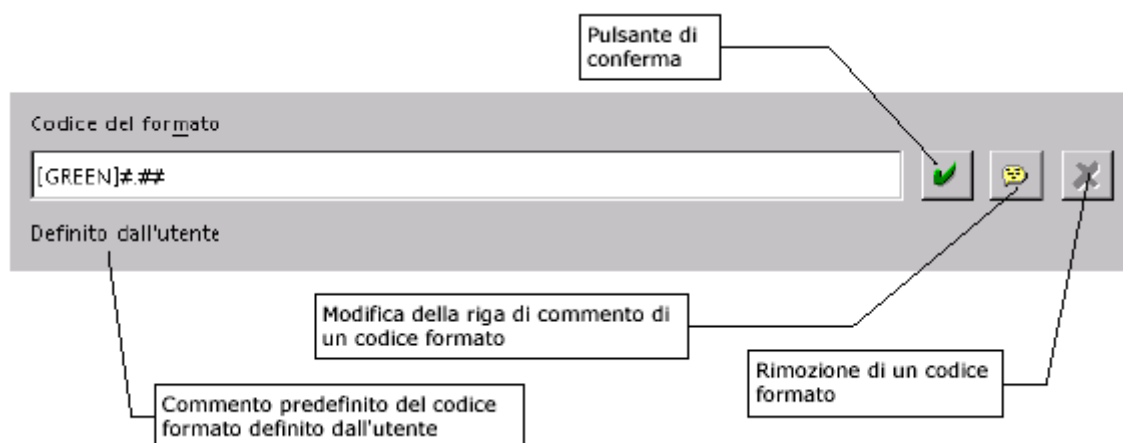 Pulsante di
conferma
Codice del formato
[GREEN]#.##
Definito dall'utente
Modifica della riga di commento di
un codice formato
Rimozione di un codice
formato
Commento predefinito del codice
formato definito dall'utente